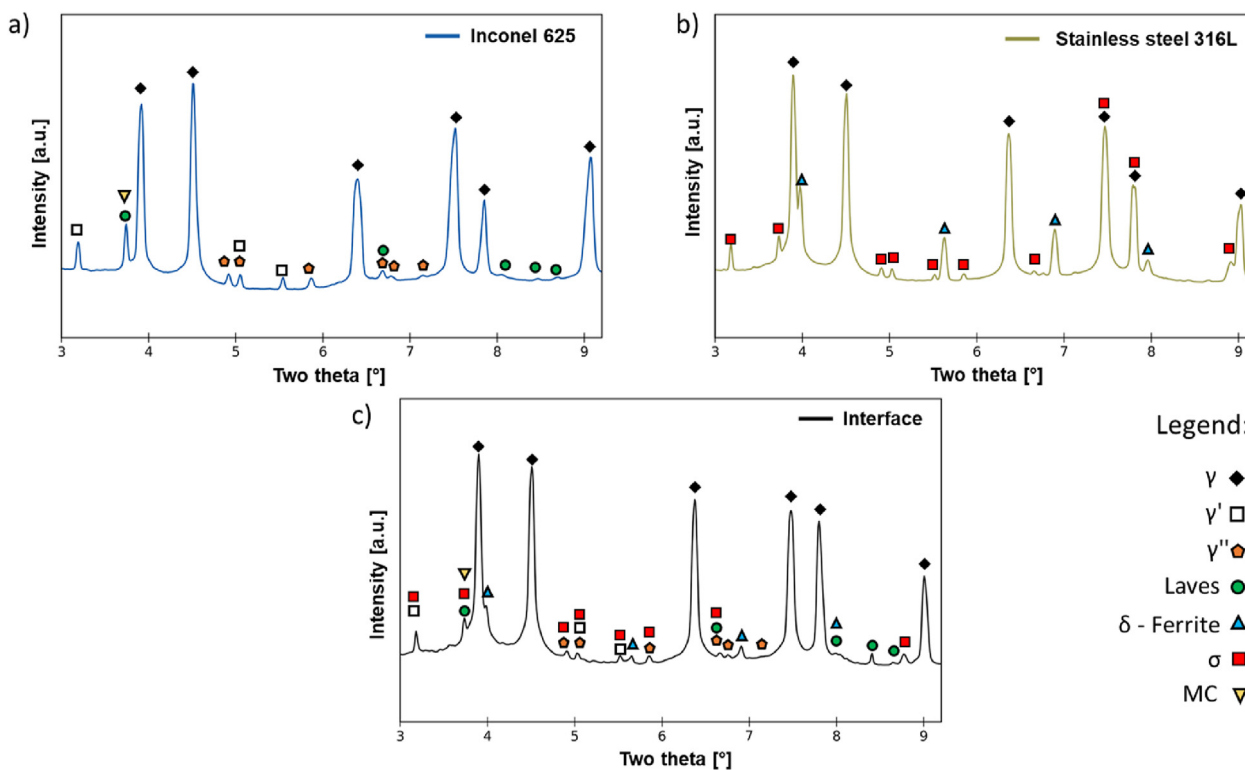 a)
Inconel 625
Intensity [a.u.]
3 4 5 6 7 8 9
Two theta [°]
b)
Stainless steel 316L
Intensity [a.u.]
3 4 5 6 7 8 9
Two theta [°]
c)
Interface
Intensity [a.u.]
3 4 5 6 7 8 9
Two theta [°]
Legend:
γ
γ'
γ''
Laves
δ - Ferrite
σ
MC